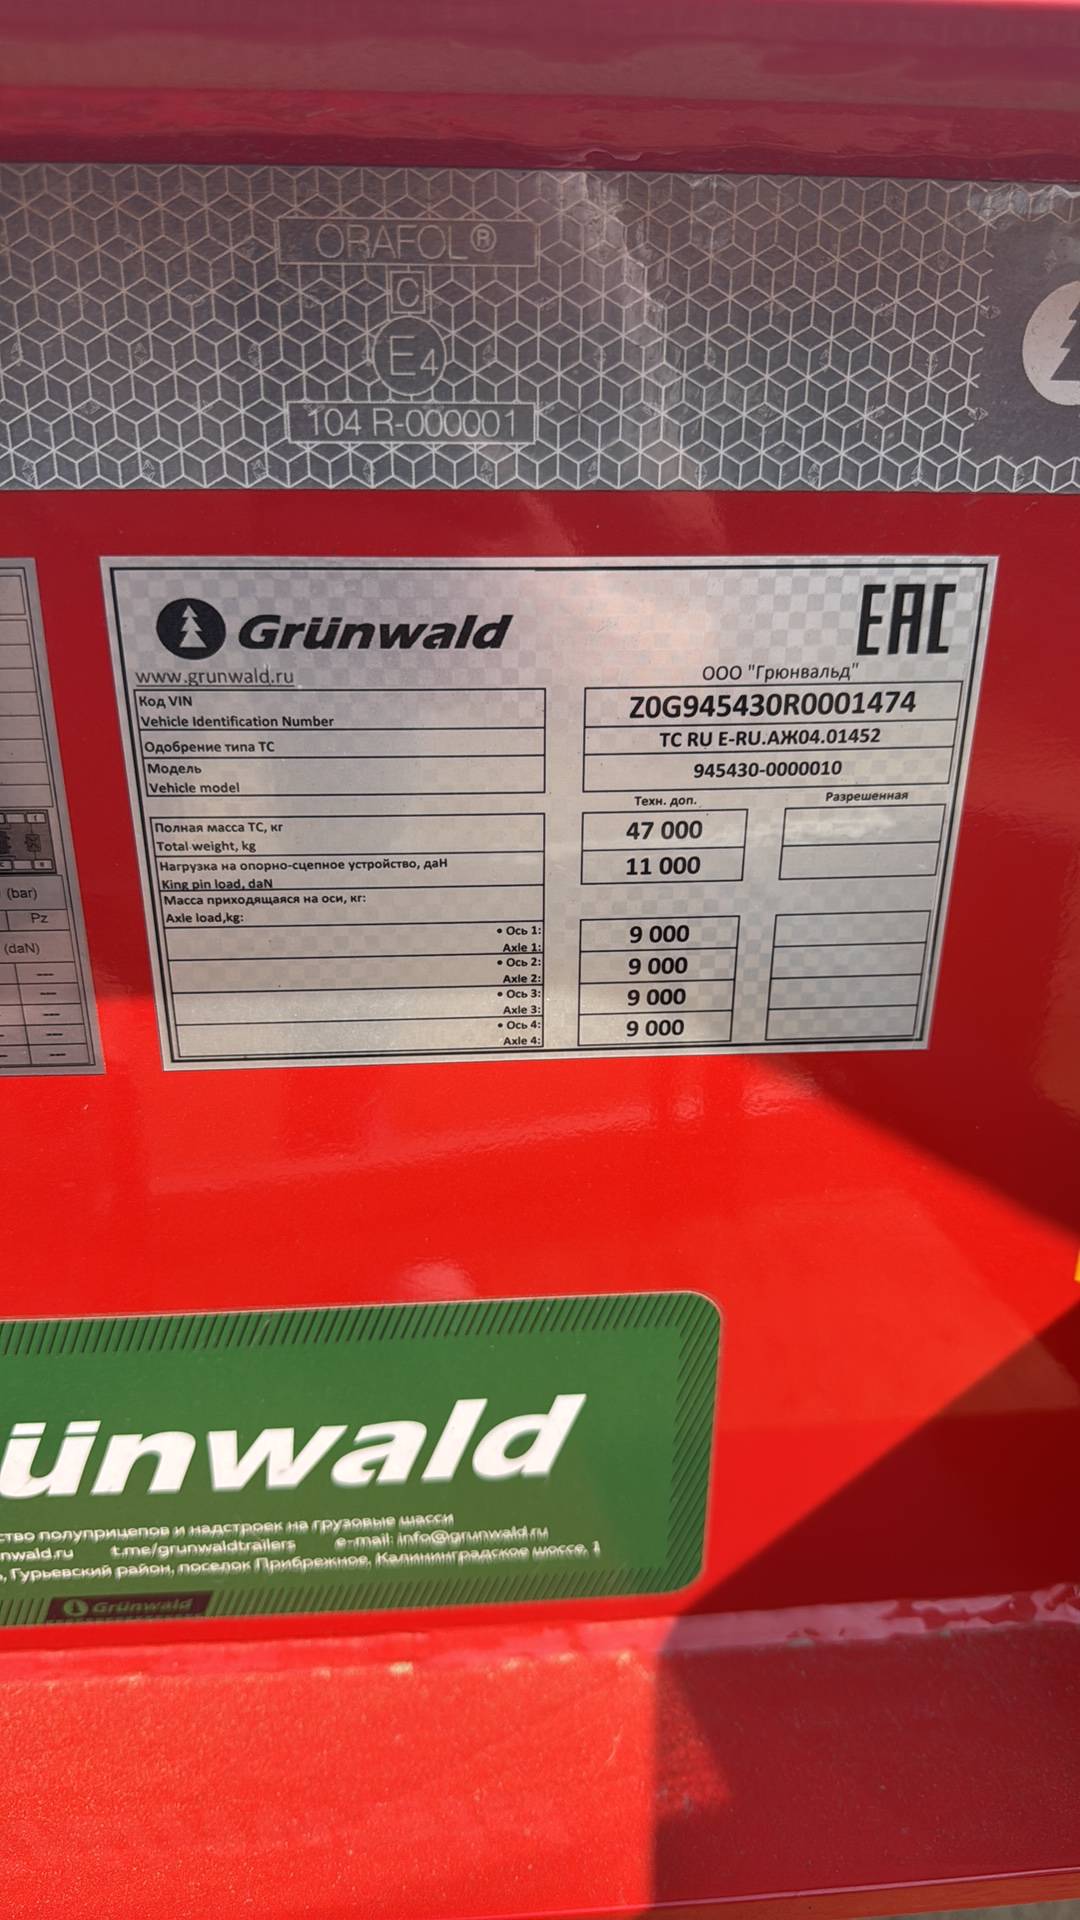 ORAFOL®
C
E4
104 R-000001
Grünwald
EAC
www.grunwald.ru
ООО "Грюнвальд"
Код VIN
Vehicle Identification Number
Z0G945430R0001474
Одобрение типа ТС
ТС RU E-RU.АЖ04.01452
Модель
Vehicle model
945430-0000010
Техн. доп.
Разрешенная
Полная масса ТС, кг
Total weight, kg
47 000
Нагрузка на опорно-сцепное устройство, даН
King pin load, daN
11 000
Масса приходящаяся на оси, кг:
Axle load,kg:
• Ось 1:
Axle 1:
9 000
• Ось 2:
Axle 2:
9 000
• Ось 3:
Axle 3:
9 000
• Ось 4:
Axle 4:
9 000
(bar)
Pz
(daN)
ünwald
ство полуприцепов и надстроек на грузовые шасси
nwald.ru t.me/grunwaldtrailers e-mail: info@grunwald.ru
, Гурьевский район, поселок Прибрежное, Калининградское шоссе, 1
Grünwald